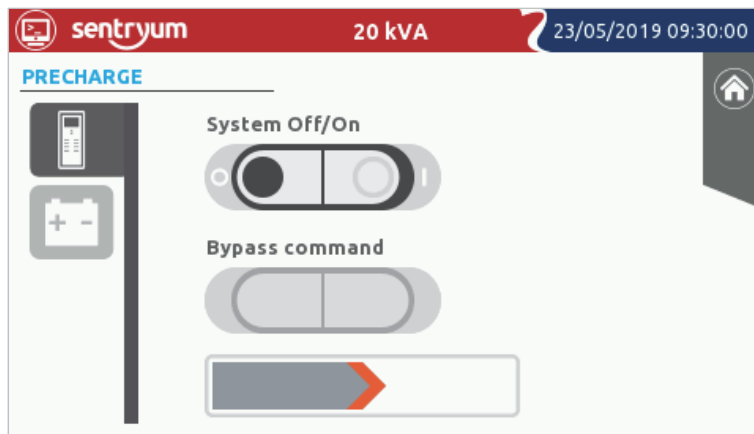 sentryum 20 kVA 23/05/2019 09:30:00
PRECHARGE
System Off/On
Bypass command